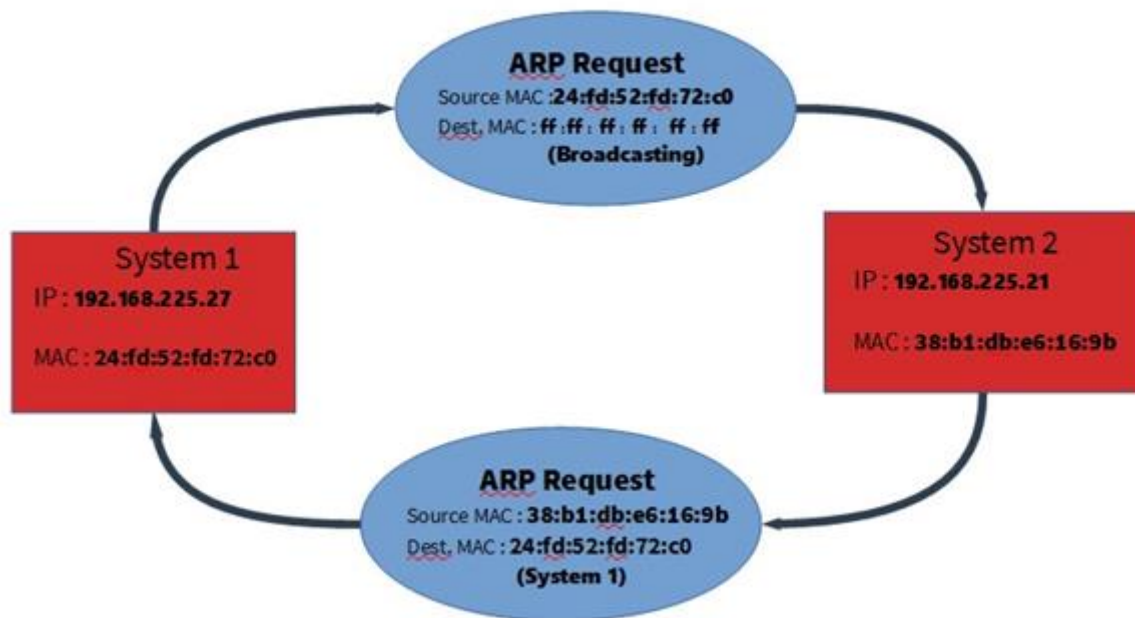 ARP Request
Source MAC :24:fd:52:fd:72:c0
Dest. MAC : ff : ff : ff : ff : ff : ff
(Broadcasting)
System 1
IP : 192.168.225.27
MAC : 24:fd:52:fd:72:c0
System 2
IP : 192.168.225.21
MAC : 38:b1:db:e6:16:9b
ARP Request
Source MAC : 38:b1:db:e6:16:9b
Dest. MAC : 24:fd:52:fd:72:c0
(System 1)